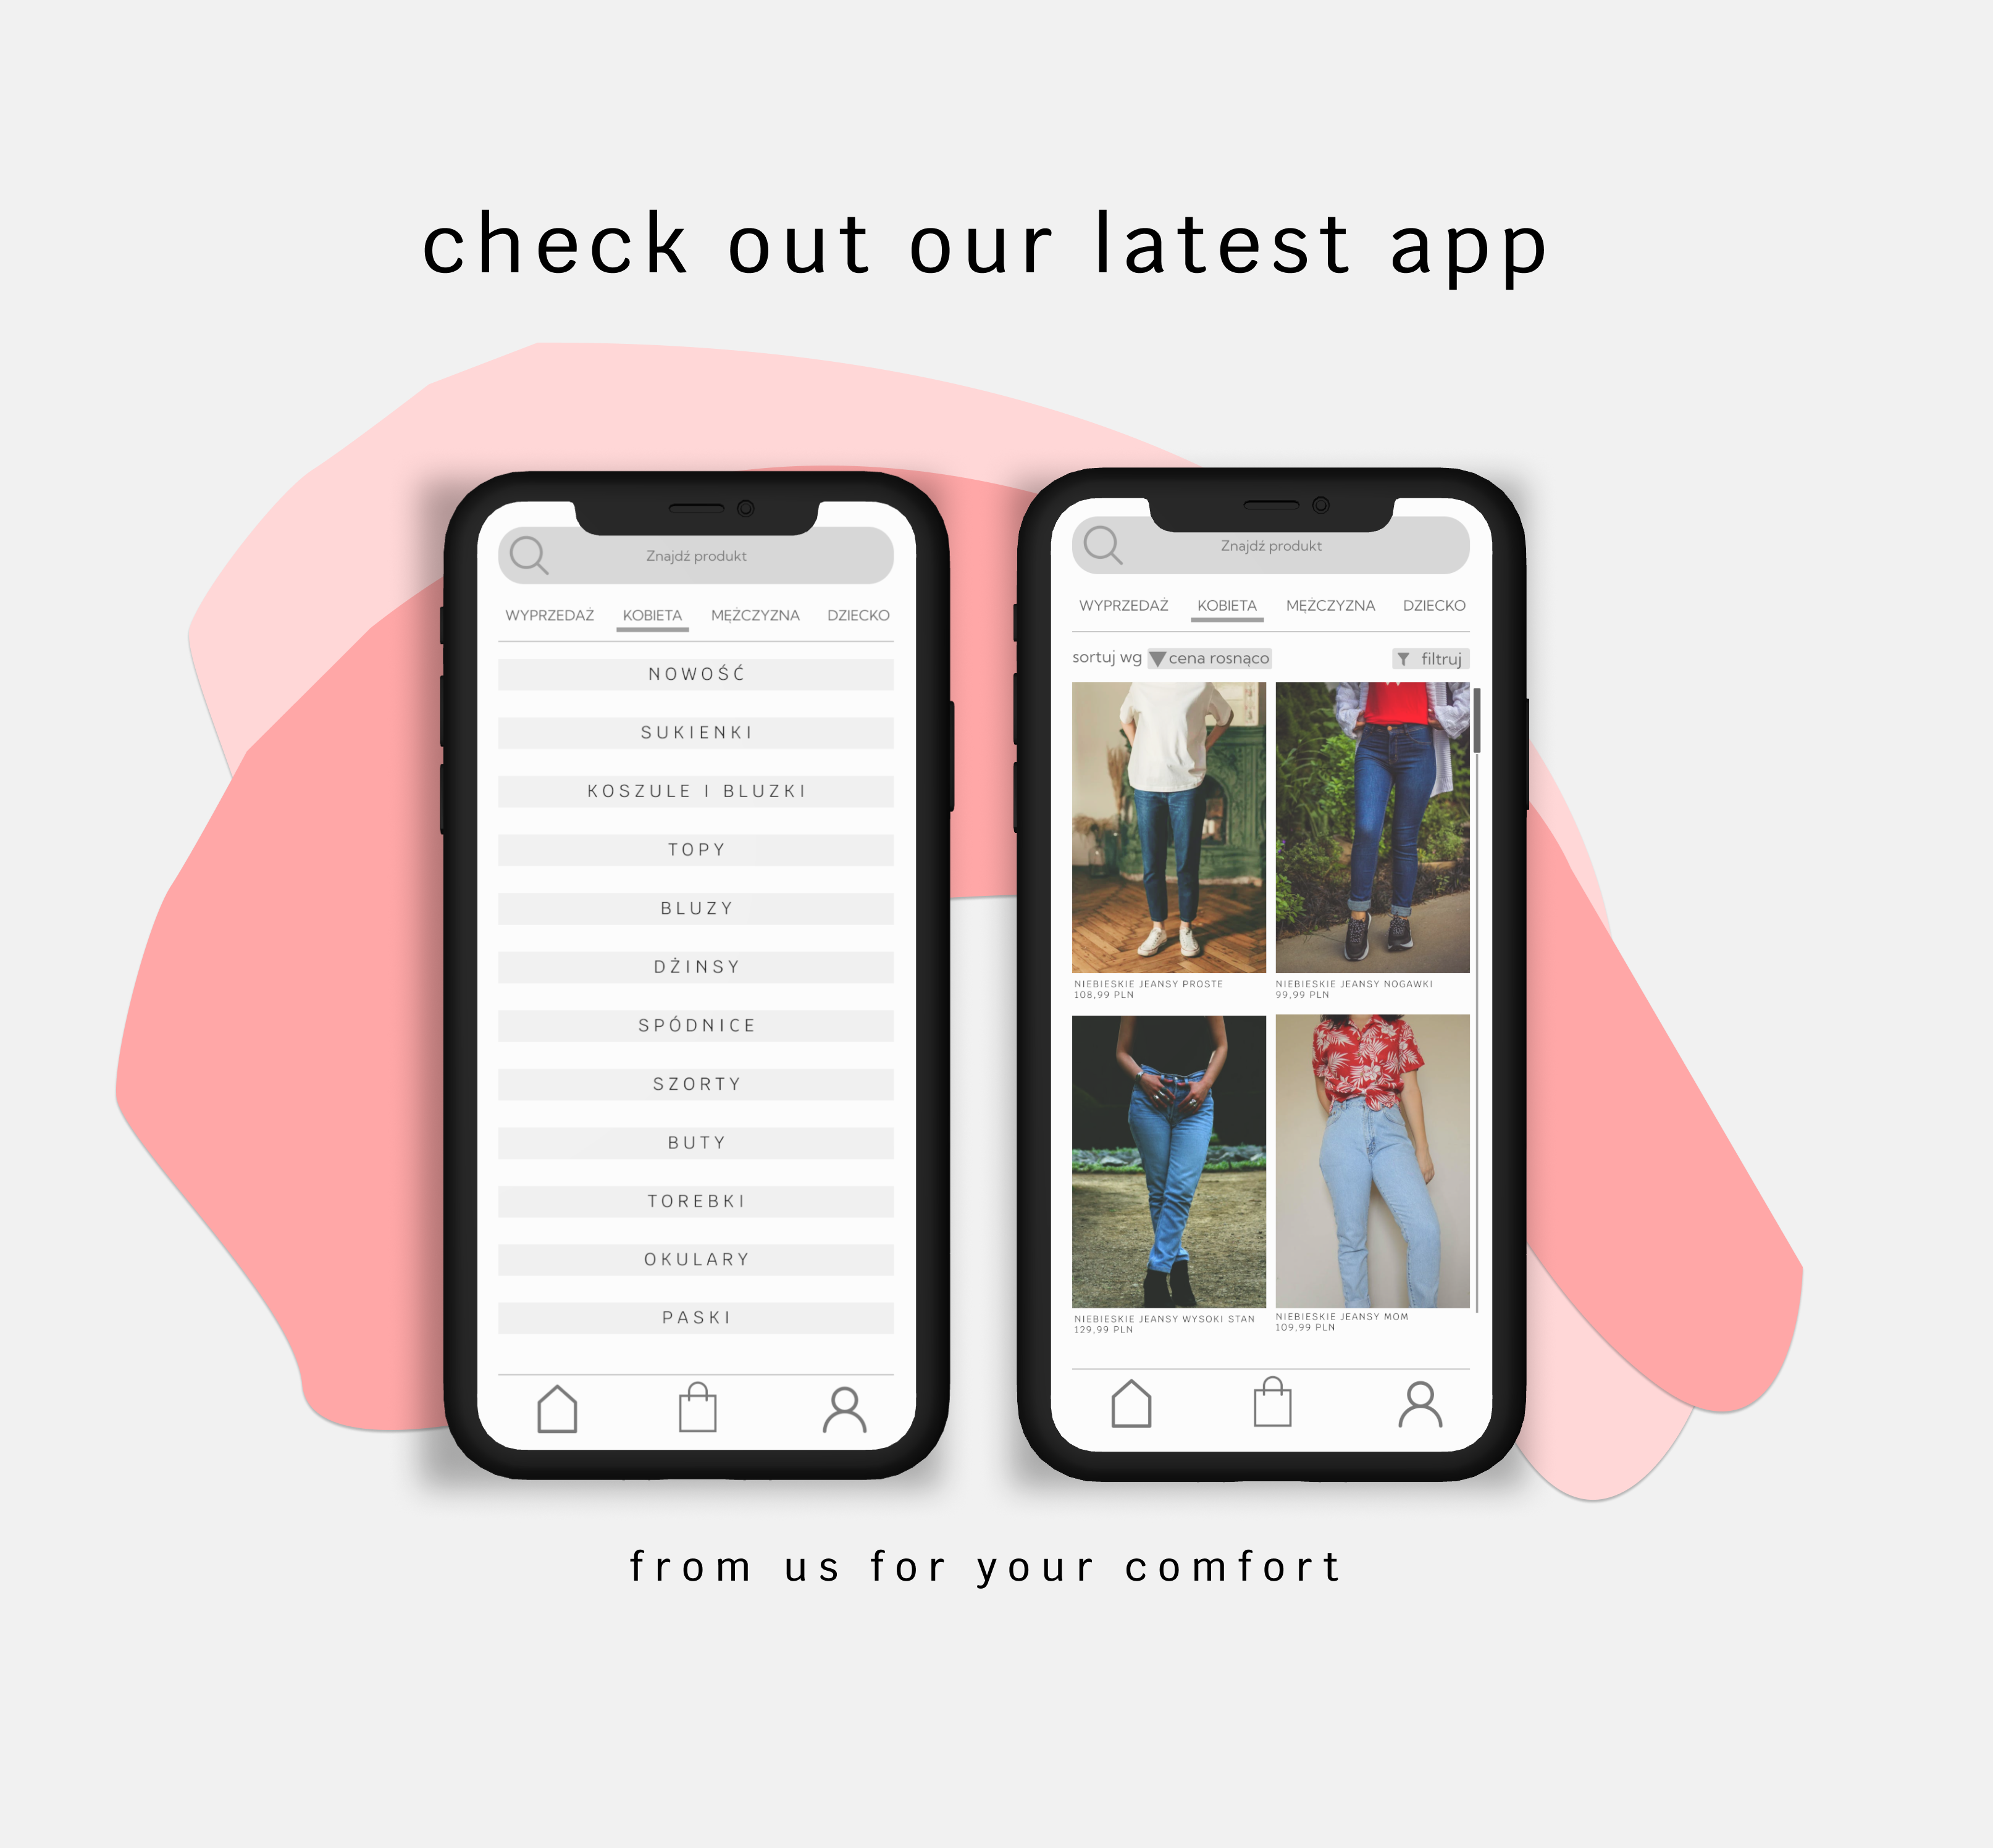 check out our latest app
Znajdź produkt
WYPRZEDAŻ KOBIETA MĘŻCZYZNA DZIECKO
NOWOŚĆ
SUKIENKI
KOSZULE I BLUZKI
TOPY
BLUZY
DŻINSY
SPÓDNICE
SZORTY
BUTY
TOREBKI
OKULARY
PASKI
Znajdź produkt
WYPRZEDAŻ KOBIETA MĘŻCZYZNA DZIECKO
sortuj wg cena rosnąco filtruj
NIEBIESKIE JEANSY PROSTE
108,99 PLN
NIEBIESKIE JEANSY NOGAWKI
99,99 PLN
NIEBIESKIE JEANSY WYSOKI STAN
129,99 PLN
NIEBIESKIE JEANSY MOM
109,99 PLN
from us for your comfort